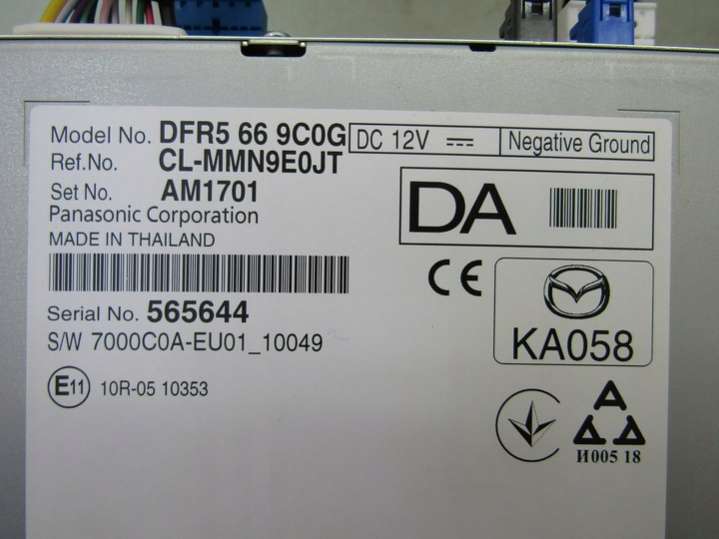 Model No. DFR5 66 9C0G DC 12V Negative Ground
Ref.No. CL-MMN9E0JT
Set No. AM1701
DA
Panasonic Corporation
MADE IN THAILAND
CE
Serial No. 565644
S/W 7000C0A-EU01_10049
KA058
E11 10R-05 10353
И005 18